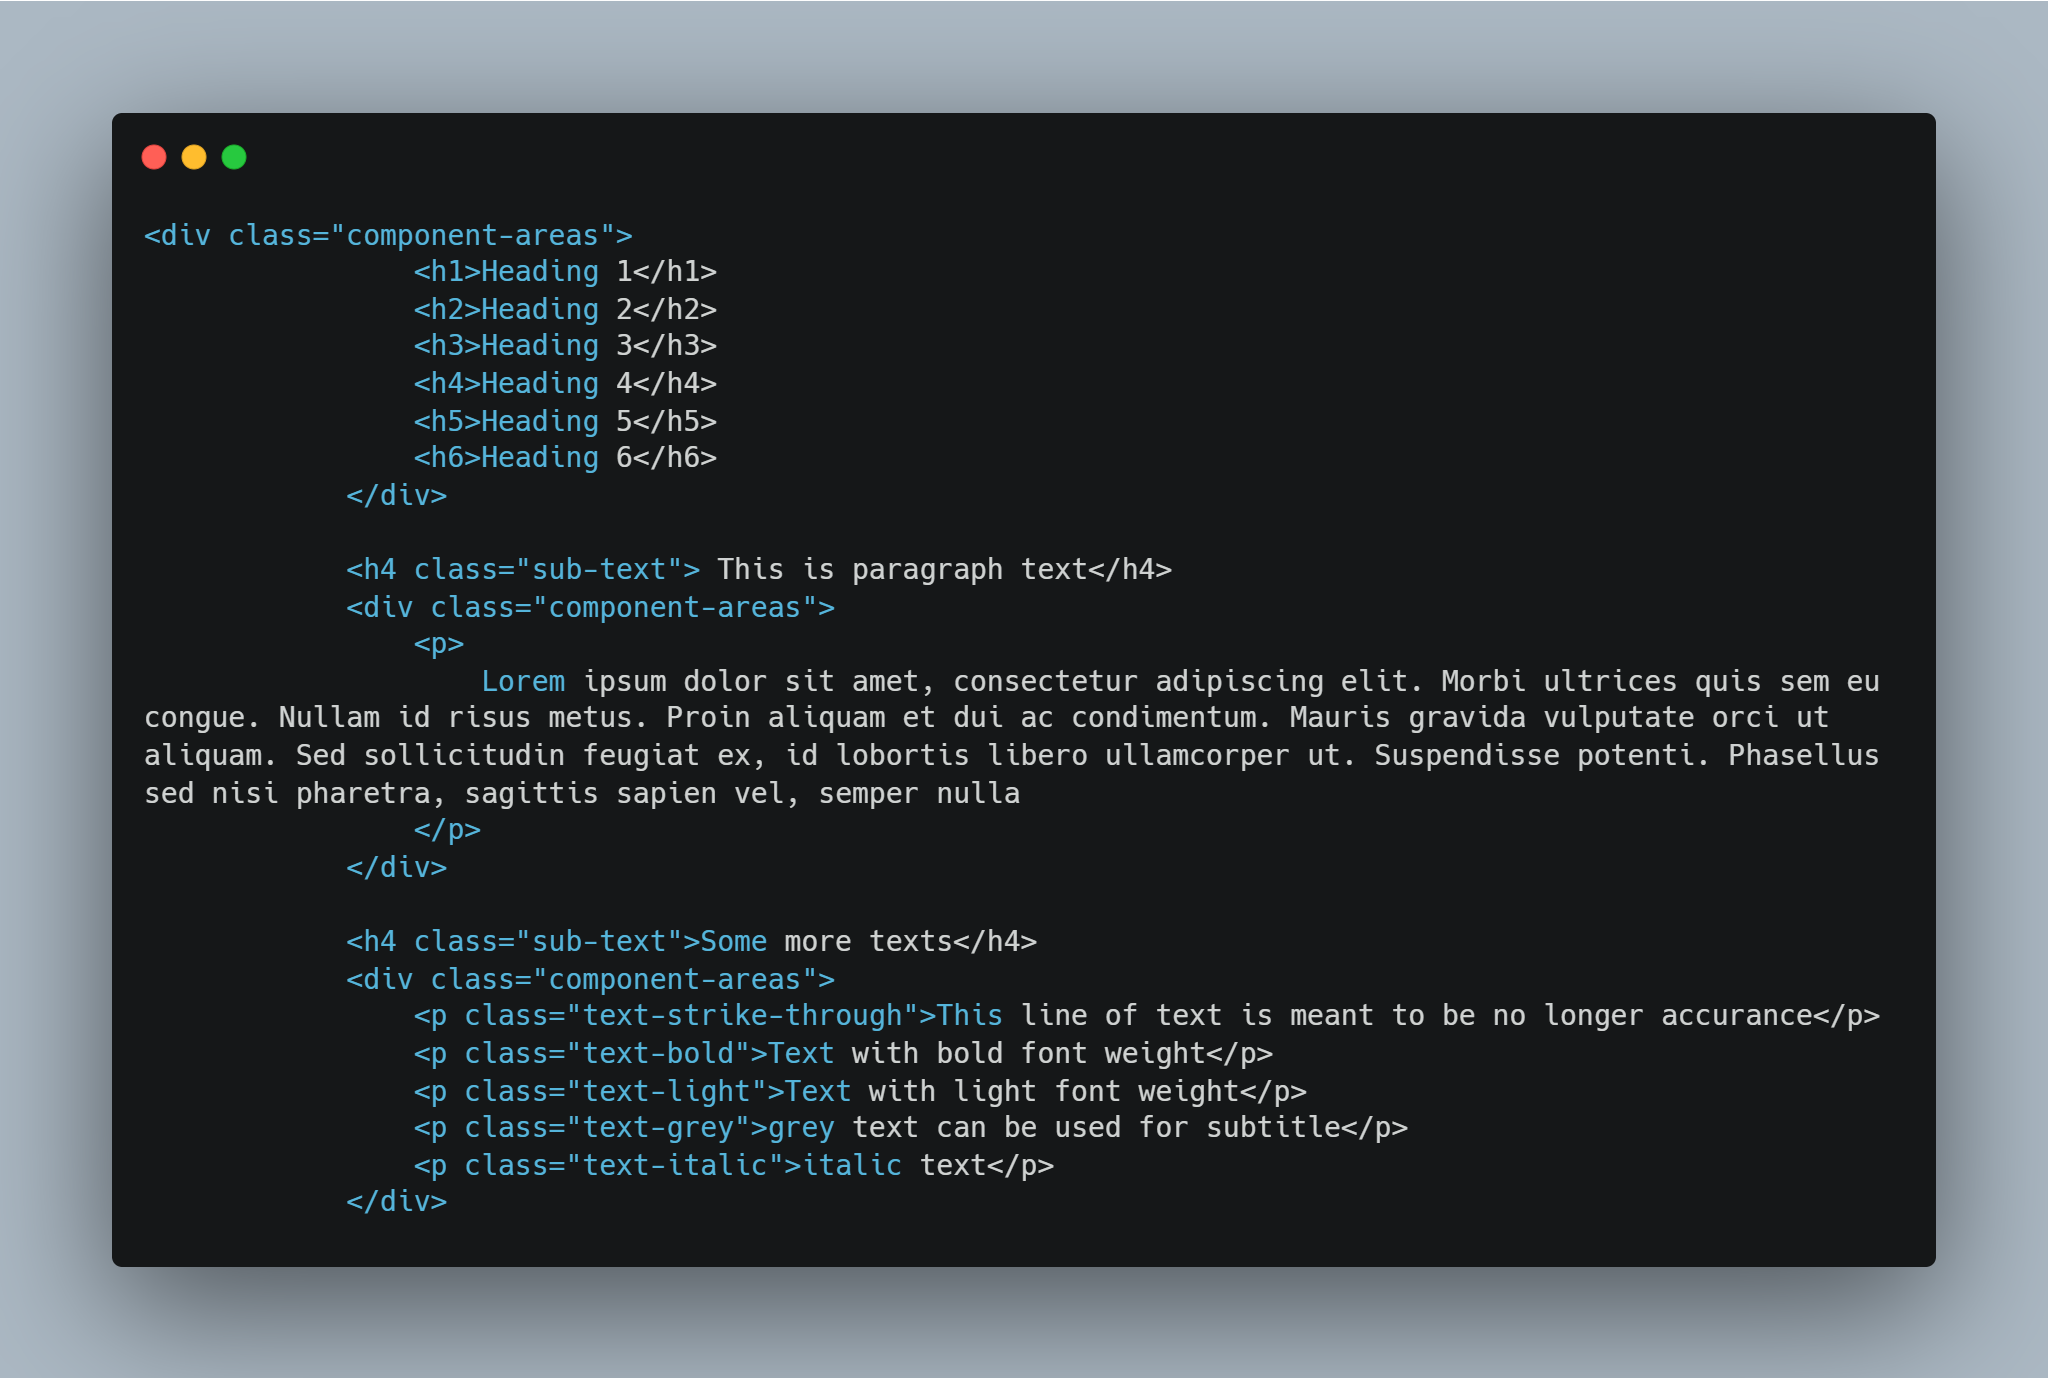 <div class="component-areas">
                <h1>Heading 1</h1>
                <h2>Heading 2</h2>
                <h3>Heading 3</h3>
                <h4>Heading 4</h4>
                <h5>Heading 5</h5>
                <h6>Heading 6</h6>
            </div>

            <h4 class="sub-text"> This is paragraph text</h4>
            <div class="component-areas">
                <p>
                    Lorem ipsum dolor sit amet, consectetur adipiscing elit. Morbi ultrices quis sem eu
congue. Nullam id risus metus. Proin aliquam et dui ac condimentum. Mauris gravida vulputate orci ut
aliquam. Sed sollicitudin feugiat ex, id lobortis libero ullamcorper ut. Suspendisse potenti. Phasellus
sed nisi pharetra, sagittis sapien vel, semper nulla
                </p>
            </div>

            <h4 class="sub-text">Some more texts</h4>
            <div class="component-areas">
                <p class="text-strike-through">This line of text is meant to be no longer accurance</p>
                <p class="text-bold">Text with bold font weight</p>
                <p class="text-light">Text with light font weight</p>
                <p class="text-grey">grey text can be used for subtitle</p>
                <p class="text-italic">italic text</p>
            </div>